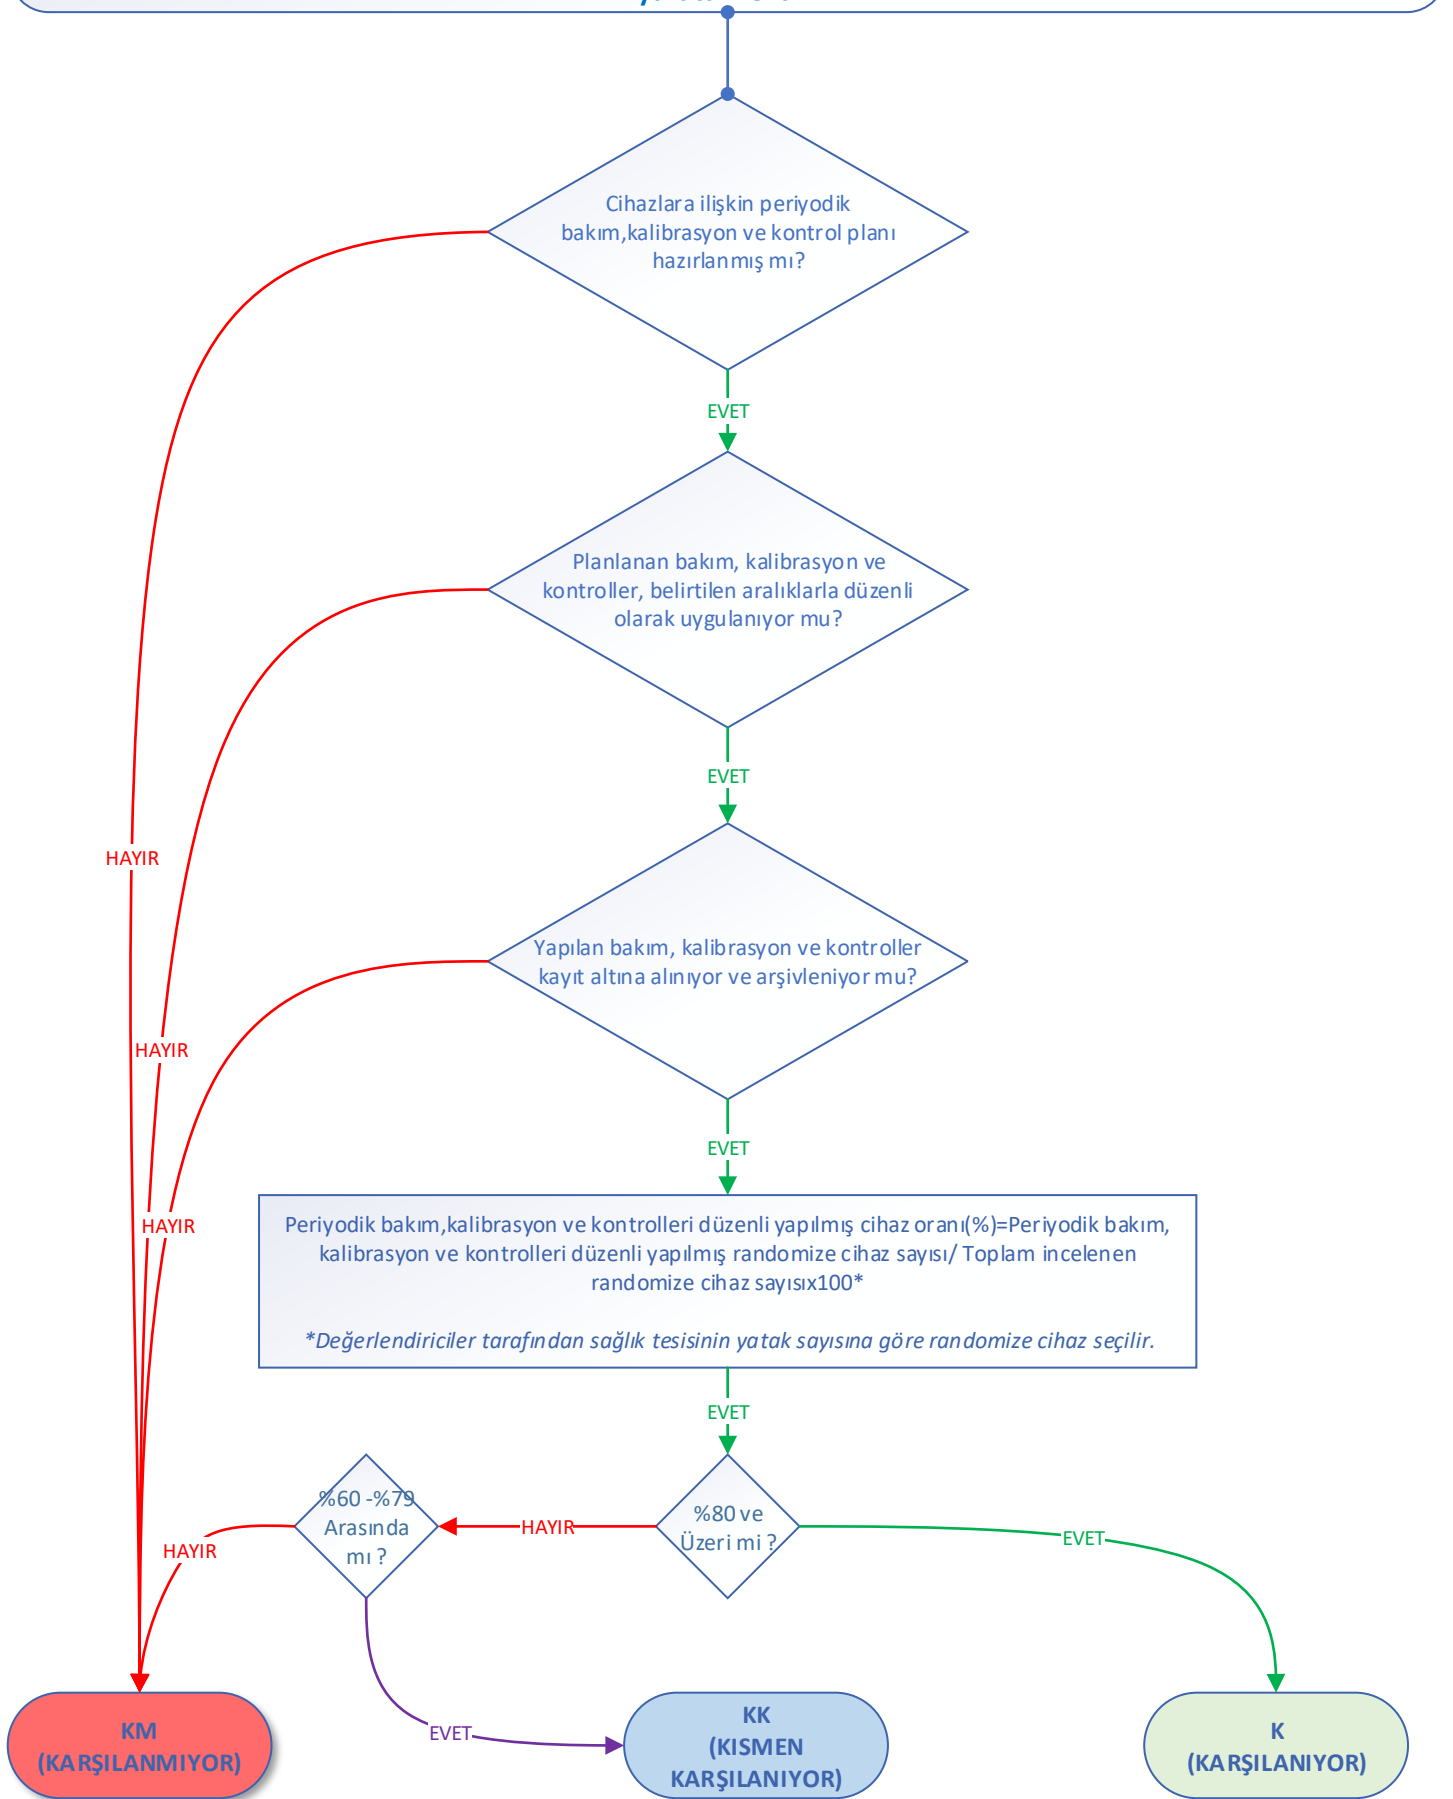 Cihazlara ilişkin periyodik
bakım,kalibrasyon ve kontrol planı
hazırlanmış mı?
EVET
Planlanan bakım, kalibrasyon ve
kontroller, belirtilen aralıklarla düzenli
olarak uygulanıyor mu?
EVET
HAYIR
Yapılan bakım, kalibrasyon ve kontroller
kayıt altına alınıyor ve arşivleniyor mu?
HAYIR
EVET
HAYIR
Periyodik bakım,kalibrasyon ve kontrolleri düzenli yapılmış cihaz oranı(%)=Periyodik bakım,
kalibrasyon ve kontrolleri düzenli yapılmış randomize cihaz sayısı/ Toplam incelenen
randomize cihaz sayısıx100*
*Değerlendiriciler tarafından sağlık tesisinin yatak sayısına göre randomize cihaz seçilir.
EVET
%60 -%79
Arasında
mı ?
HAYIR
%80 ve
Üzeri mi ?
EVET
HAYIR
EVET
KM
(KARŞILANMIYOR)
KK
(KISMEN
KARŞILANIYOR)
K
(KARŞILANIYOR)